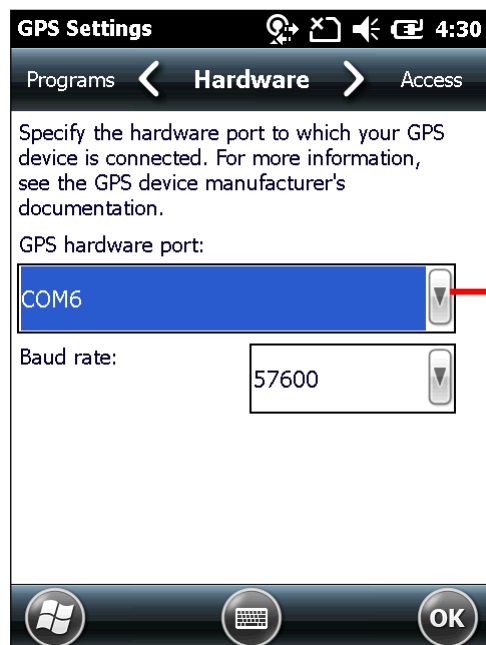 GPS Settings 4:30
Programs Hardware Access
Specify the hardware port to which your GPS
device is connected. For more information,
see the GPS device manufacturer's
documentation.
GPS hardware port:
COM6
Baud rate:
57600
OK